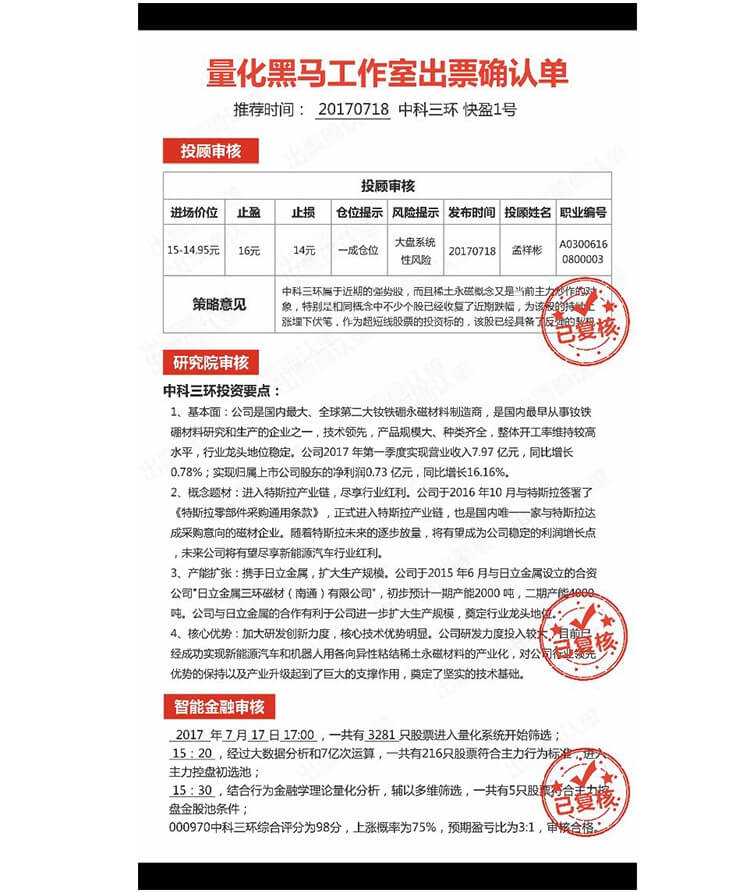 量化黑马工作室出票确认单
推荐时间： 20170718 中科三环 快盈1号
投顾审核
投顾审核
进场价位 止盈 止损 仓位提示 风险提示 发布时间 投顾姓名 职业编号
15-14.95元 16元 14元 一成仓位 大盘系统性风险 20170718 孟祥彬 A03006160800003
策略意见
中科三环属于近期的强势股，而且稀土永磁概念又是当前主力炒作的对
象，特别是相同概念中不少个股已经收复了近期跌幅，为该股的持续上
涨埋下伏笔，作为超短线股票的投资标的，该股已经具备了反弹的契机
已复核
研究院审核
中科三环投资要点：
1、基本面：公司是国内最大、全球第二大钕铁硼永磁材料制造商，是国内最早从事钕铁
硼材料研究和生产的企业之一，技术领先，产品规模大、种类齐全，整体开工率维持较高
水平，行业龙头地位稳定。公司2017 年第一季度实现营业收入7.97 亿元，同比增长
0.78%；实现归属上市公司股东的净利润0.73 亿元，同比增长16.16%。
2、概念题材：进入特斯拉产业链，尽享行业红利。公司于2016 年 10 月与特斯拉签署了
《特斯拉零部件采购通用条款》，正式进入特斯拉产业链，也是国内唯一一家与特斯拉达
成采购意向的磁材企业。随着特斯拉未来的逐步放量，将有望成为公司稳定的利润增长点
，未来公司将有望尽享新能源汽车行业红利。
3、产能扩张：携手日立金属，扩大生产规模。公司于2015 年 6 月与日立金属设立的合资
公司"日立金属三环磁材（南通）有限公司"，初步预计一期产能2000 吨，二期产能4000
吨。公司与日立金属的合作有利于公司进一步扩大生产规模，奠定行业龙头地位。
4、核心优势：加大研发创新力度，核心技术优势明显。公司研发力度投入较大，目前已
经成功实现新能源汽车和机器人用各向异性粘结稀土永磁材料的产业化，对公司行业领先
优势的保持以及产业升级起到了巨大的支撑作用，奠定了坚实的技术基础。
已复核
智能金融审核
2017 年 7 月 17 日 17:00 ，一共有 3281 只股票进入量化系统开始筛选；
15：20 ，经过大数据分析和7亿次运算，一共有216只股票符合主力行为标准，进入
主力控盘初选池；
15：30 ，结合行为金融学理论量化分析，辅以多维筛选，一共有5只股票符合主力控
盘金股池条件；
000970中科三环综合评分为98分，上涨概率为75%，预期盈亏比为3:1，审核合格。
已复核